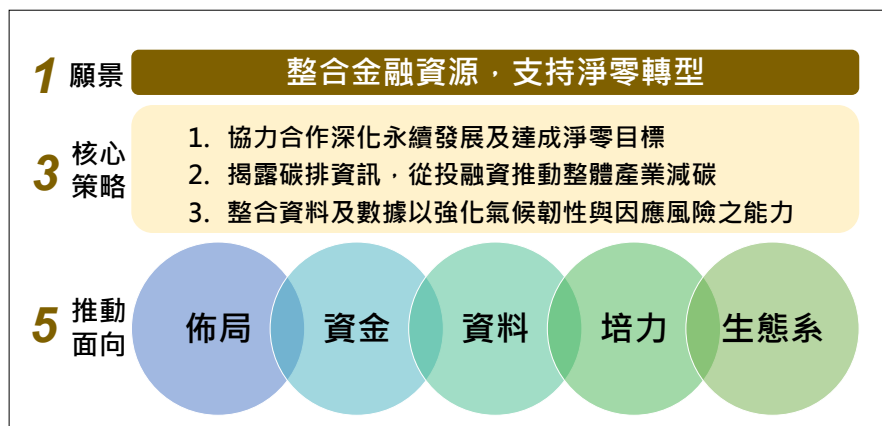 1 願景
整合金融資源，支持淨零轉型
3 核心
策略
1. 協力合作深化永續發展及達成淨零目標
2. 揭露碳排資訊，從投融資推動整體產業減碳
3. 整合資料及數據以強化氣候韌性與因應風險之能力
5 推動
面向
佈局 資金 資料 培力 生態系